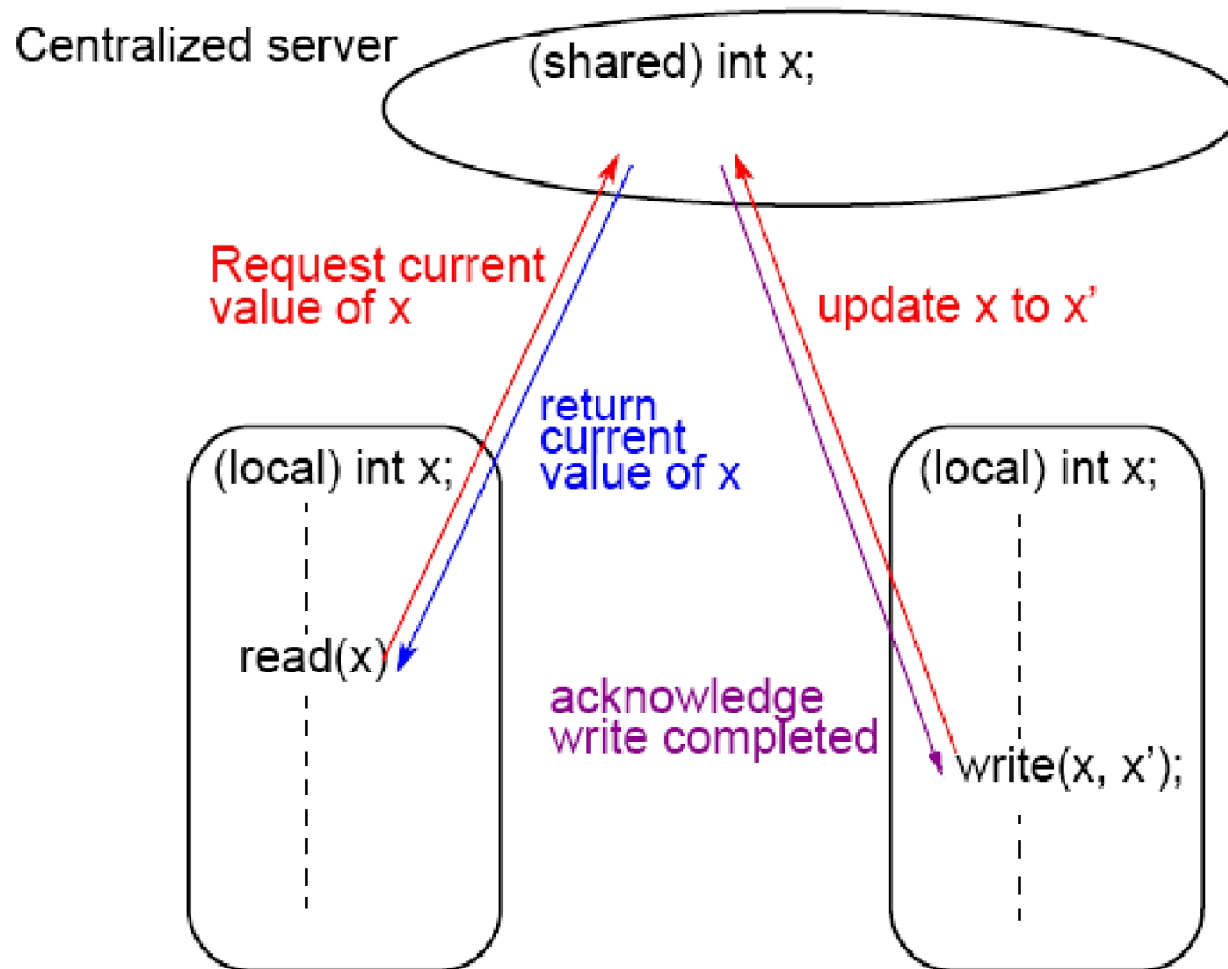 Centralized server
(shared) int x;
Request current
value of x
update x to x’
return
current
value of x
(local) int x;
(local) int x;
read(x)
acknowledge
write completed
write(x, x’);